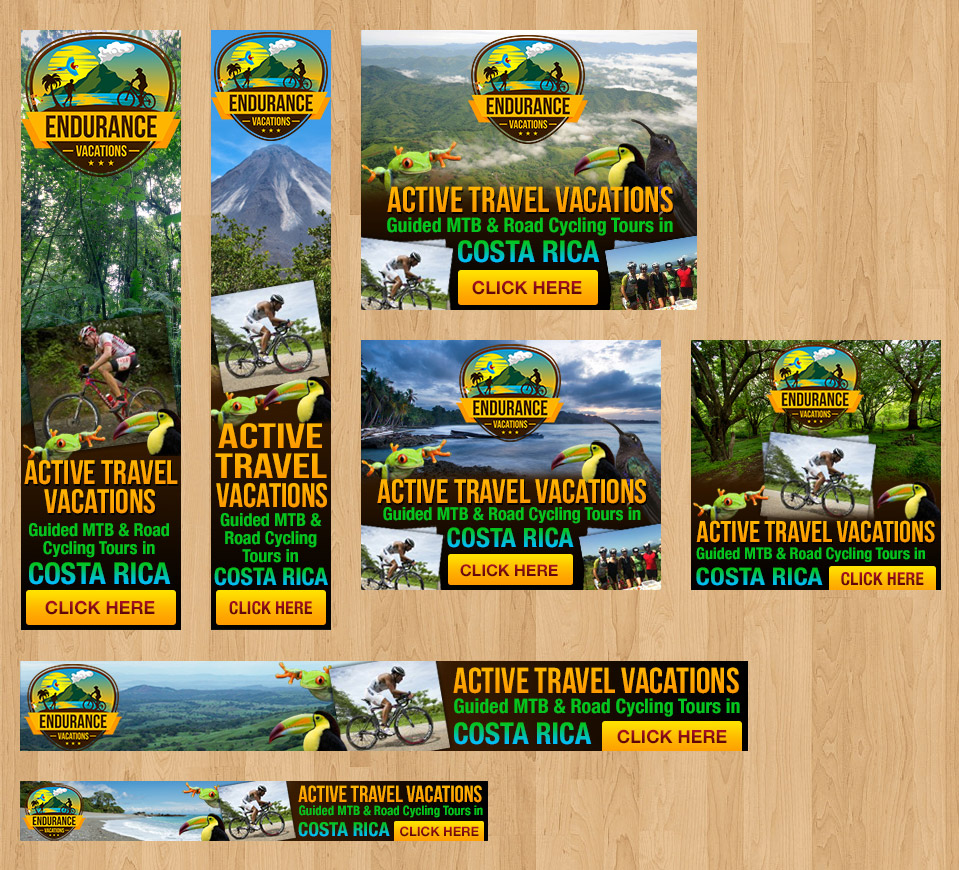 ENDURANCE
VACATIONS
ACTIVE TRAVEL
VACATIONS
Guided MTB & Road
Cycling Tours in
COSTA RICA
CLICK HERE
ENDURANCE
VACATIONS
ACTIVE
TRAVEL
VACATIONS
Guided MTB &
Road Cycling
Tours in
COSTA RICA
CLICK HERE
ENDURANCE
VACATIONS
ACTIVE TRAVEL VACATIONS
Guided MTB & Road Cycling Tours in
COSTA RICA
CLICK HERE
ENDURANCE
VACATIONS
ACTIVE TRAVEL VACATIONS
Guided MTB & Road Cycling Tours in
COSTA RICA
CLICK HERE
ENDURANCE
VACATIONS
ACTIVE TRAVEL VACATIONS
Guided MTB & Road Cycling Tours in
COSTA RICA CLICK HERE
ENDURANCE
VACATIONS
ACTIVE TRAVEL VACATIONS
Guided MTB & Road Cycling Tours in
COSTA RICA CLICK HERE
ENDURANCE
VACATIONS
ACTIVE TRAVEL VACATIONS
Guided MTB & Road Cycling Tours in
COSTA RICA CLICK HERE